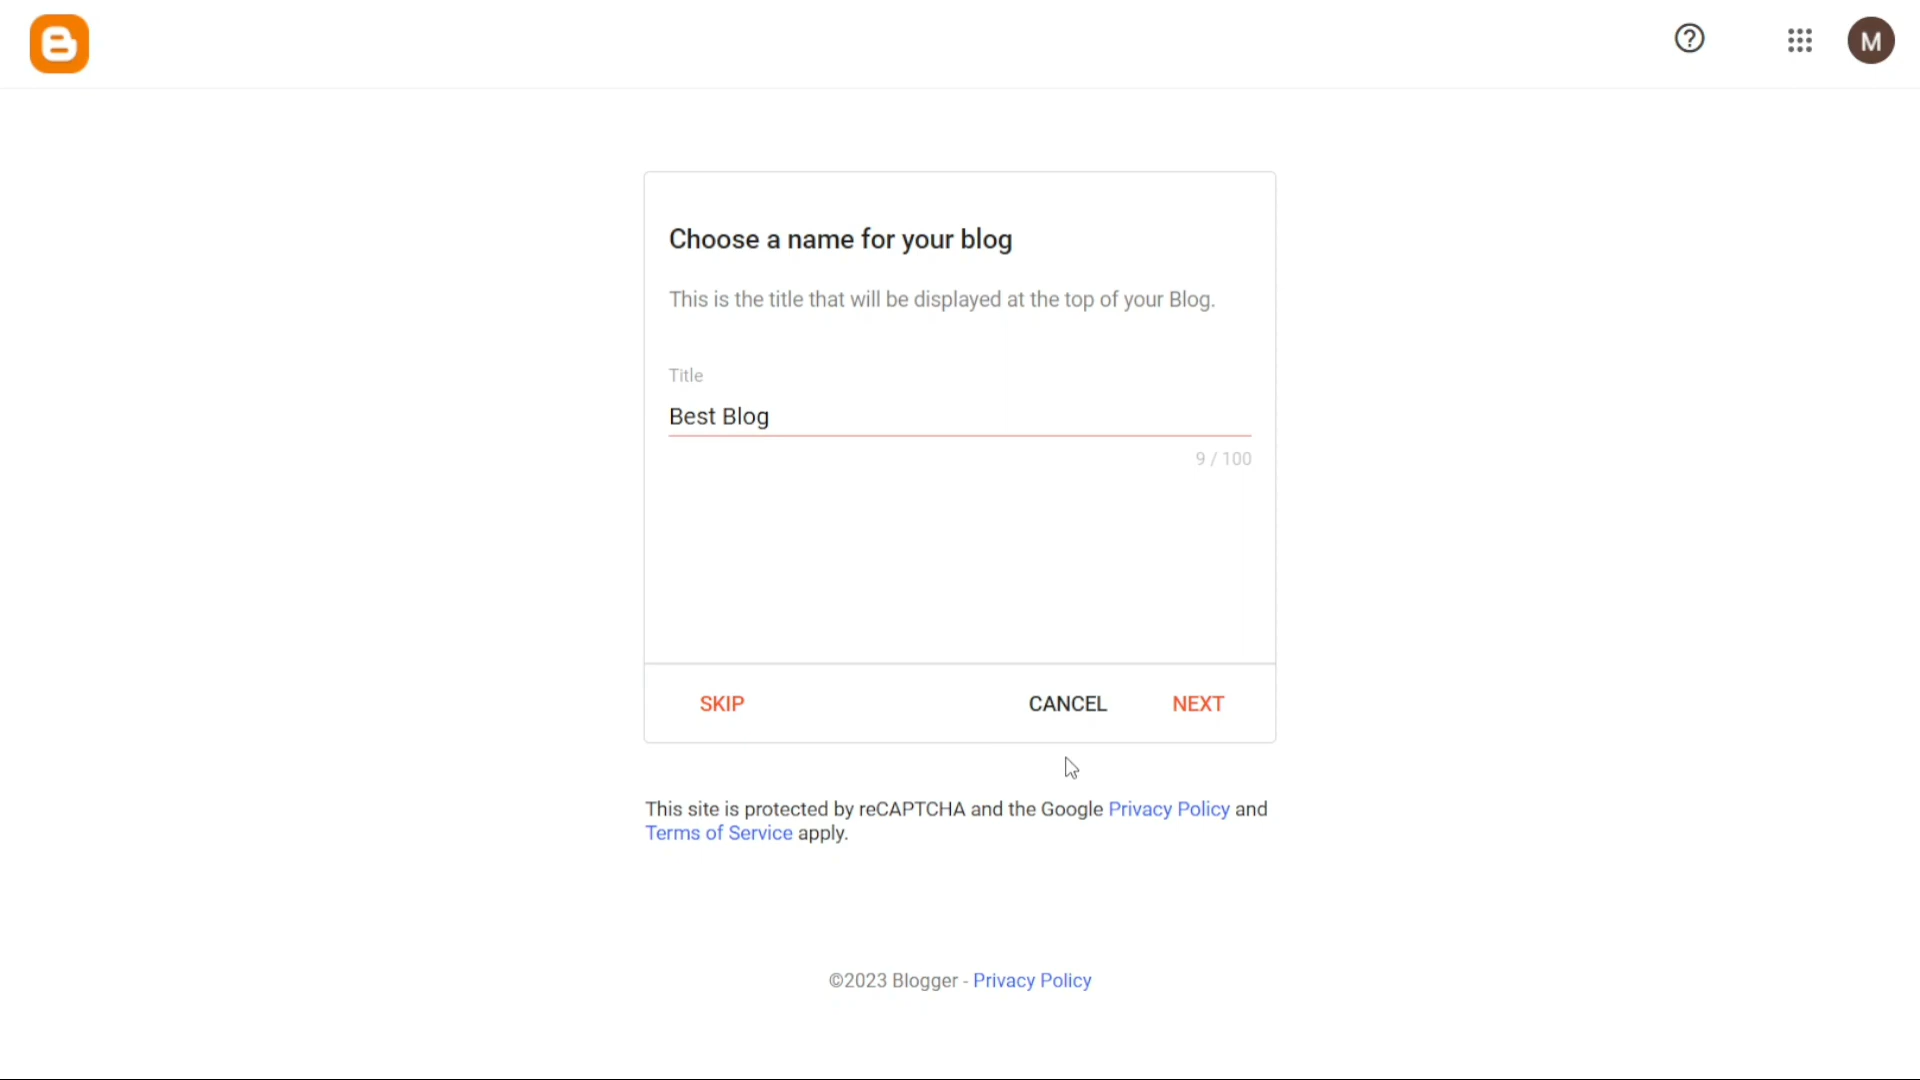 B
M
Choose a name for your blog
This is the title that will be displayed at the top of your Blog.
Title
Best Blog
9 / 100
SKIP CANCEL NEXT
This site is protected by reCAPTCHA and the Google Privacy Policy and
Terms of Service apply.
©2023 Blogger - Privacy Policy